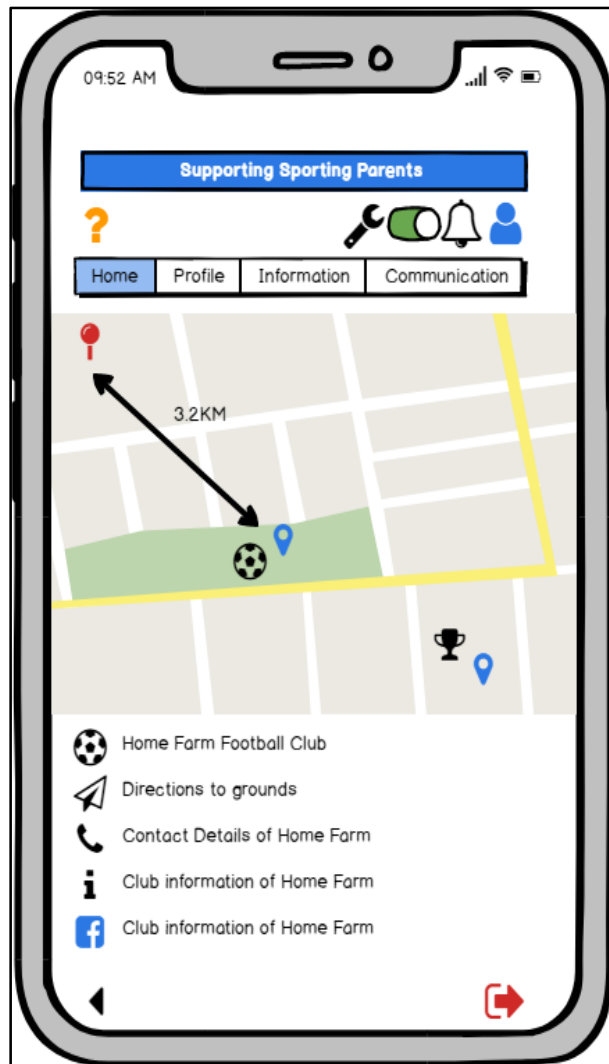 09:52 AM
Supporting Sporting Parents
?
Home Profile Information Communication
3.2KM
Home Farm Football Club
Directions to grounds
Contact Details of Home Farm
Club information of Home Farm
Club information of Home Farm